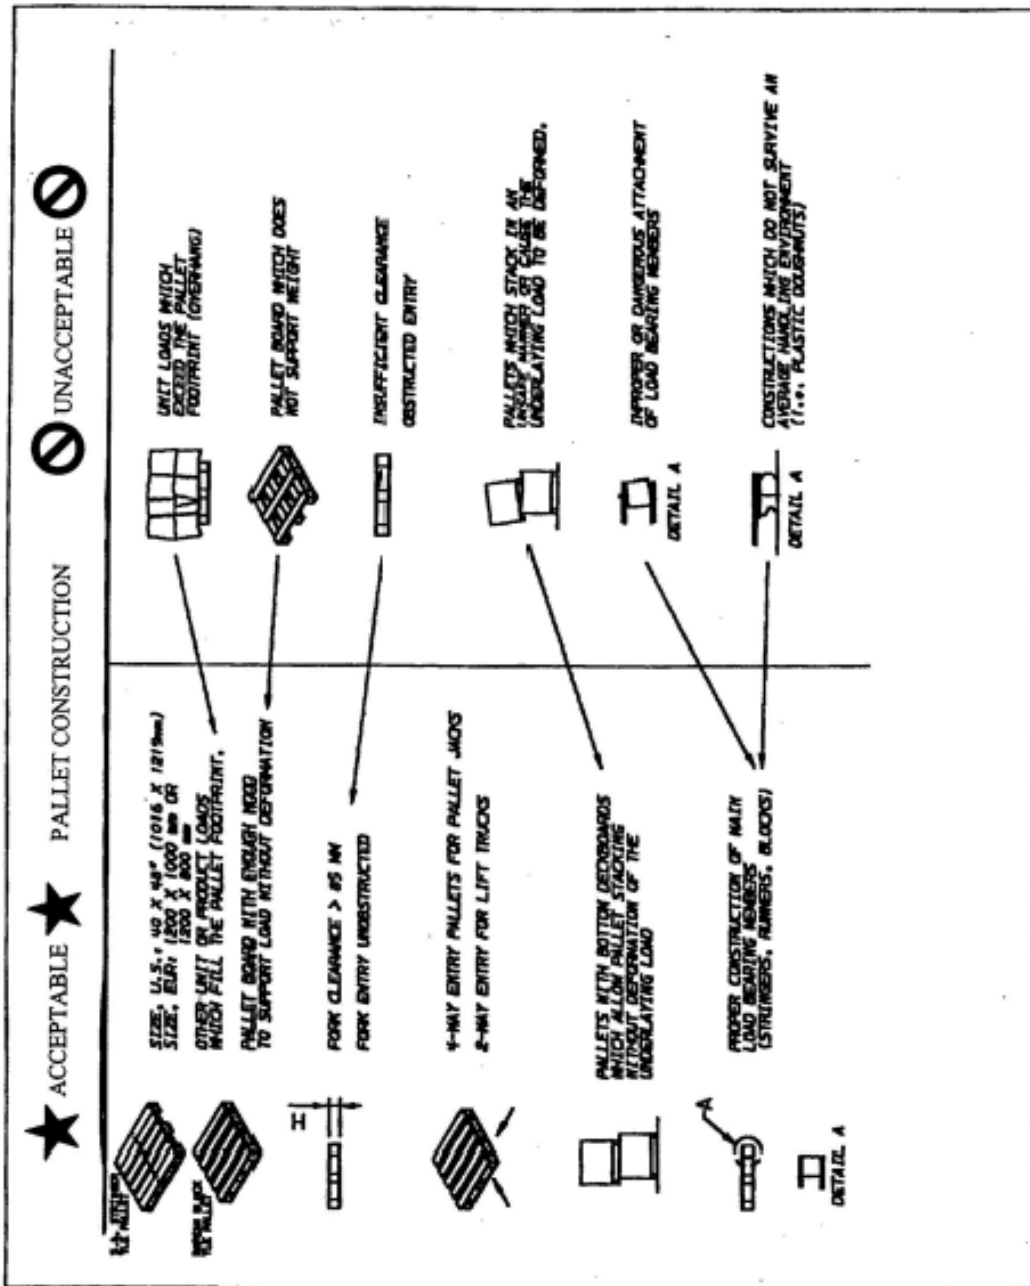 ACCEPTABLE PALLET CONSTRUCTION UNACCEPTABLE
SIZE, U.S.: 40 X 48" (1016 X 1219mm)
SIZE, EUR: 1200 X 1000 mm OR
1200 X 800 mm
OTHER UNIT OR PRODUCT LOADS
WHICH FILL THE PALLET FOOTPRINT.
PALLET BOARD WITH ENOUGH WOOD
TO SUPPORT LOAD WITHOUT DEFORMATION
H
FORK CLEARANCE > 85 MM
FORK ENTRY UNOBSTRUCTED
4-WAY ENTRY PALLETS FOR PALLET JACKS
2-WAY ENTRY FOR LIFT TRUCKS
PALLETS WITH BOTTOM DECKBOARDS
WHICH ALLOW PALLET STACKING
WITHOUT DEFORMATION OF THE
UNDERLAYING LOAD
A
PROPER CONSTRUCTION OF MAIN
LOAD BEARING MEMBERS
(STRINGERS, RUNNERS, BLOCKS)
DETAIL A
UNIT LOADS WHICH
EXCEED THE PALLET
FOOTPRINT (OVERHANG)
PALLET BOARD WHICH DOES
NOT SUPPORT WEIGHT
INSUFFICIENT CLEARANCE
OBSTRUCTED ENTRY
PALLETS WHICH STACK IN AN
UNSAFE MANNER OR CAUSE THE
UNDERLAYING LOAD TO BE DEFORMED.
IMPROPER OR DANGEROUS ATTACHMENT
OF LOAD BEARING MEMBERS
DETAIL A
CONSTRUCTIONS WHICH DO NOT SURVIVE AN
AVERAGE HANDLING ENVIRONMENT
(i.e. PLASTIC DOUGHNUTS)
DETAIL A